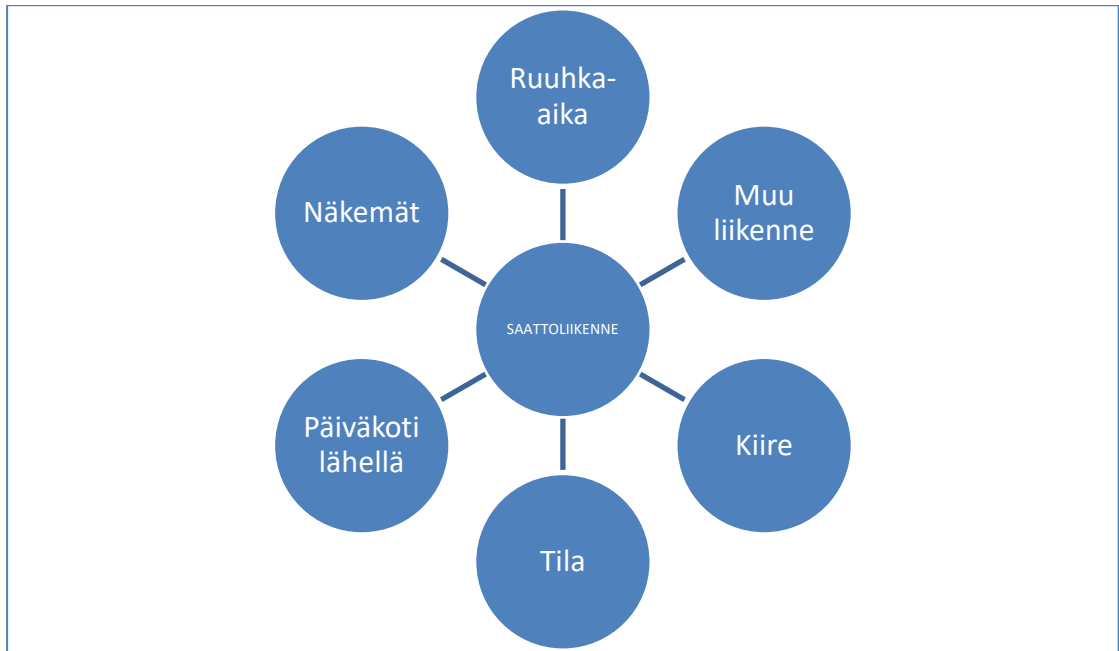 Ruuhka-
aika
Muu
liikenne
Kiire
Tila
Päiväkoti
lähellä
Näkemät
SAATTOLIIKENNE